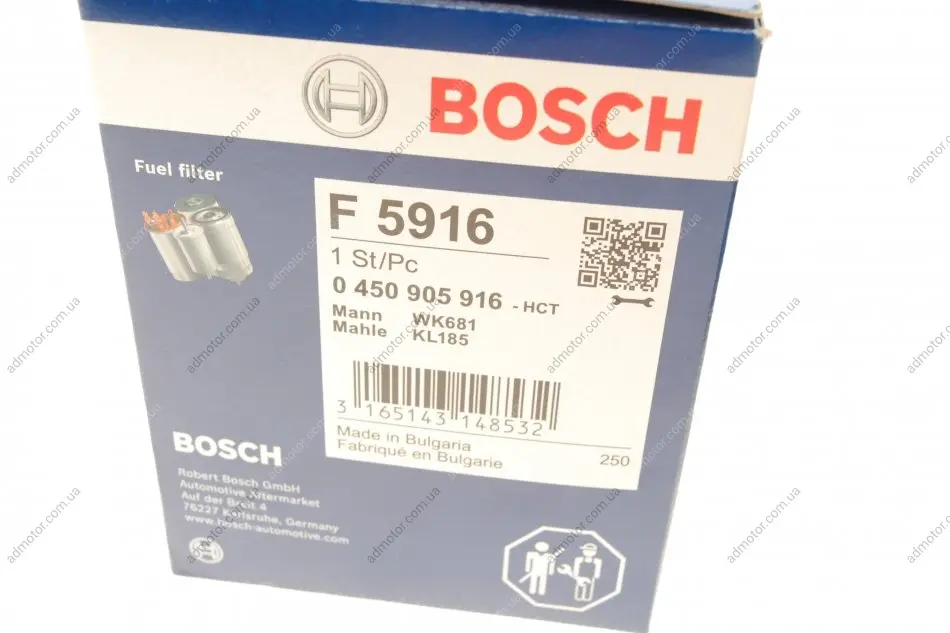 BOSCH
Fuel filter
F 5916
1 St/Pc
0 450 905 916 - HCT
Mann WK681
Mahle KL185
3 165143 148532
Made in Bulgaria
Fabriqué en Bulgarie
250
BOSCH
Robert Bosch GmbH
Automotive Aftermarket
Auf der Breit 4
76227 Karlsruhe, Germany
www.bosch-automotive.com
admotor.com.ua